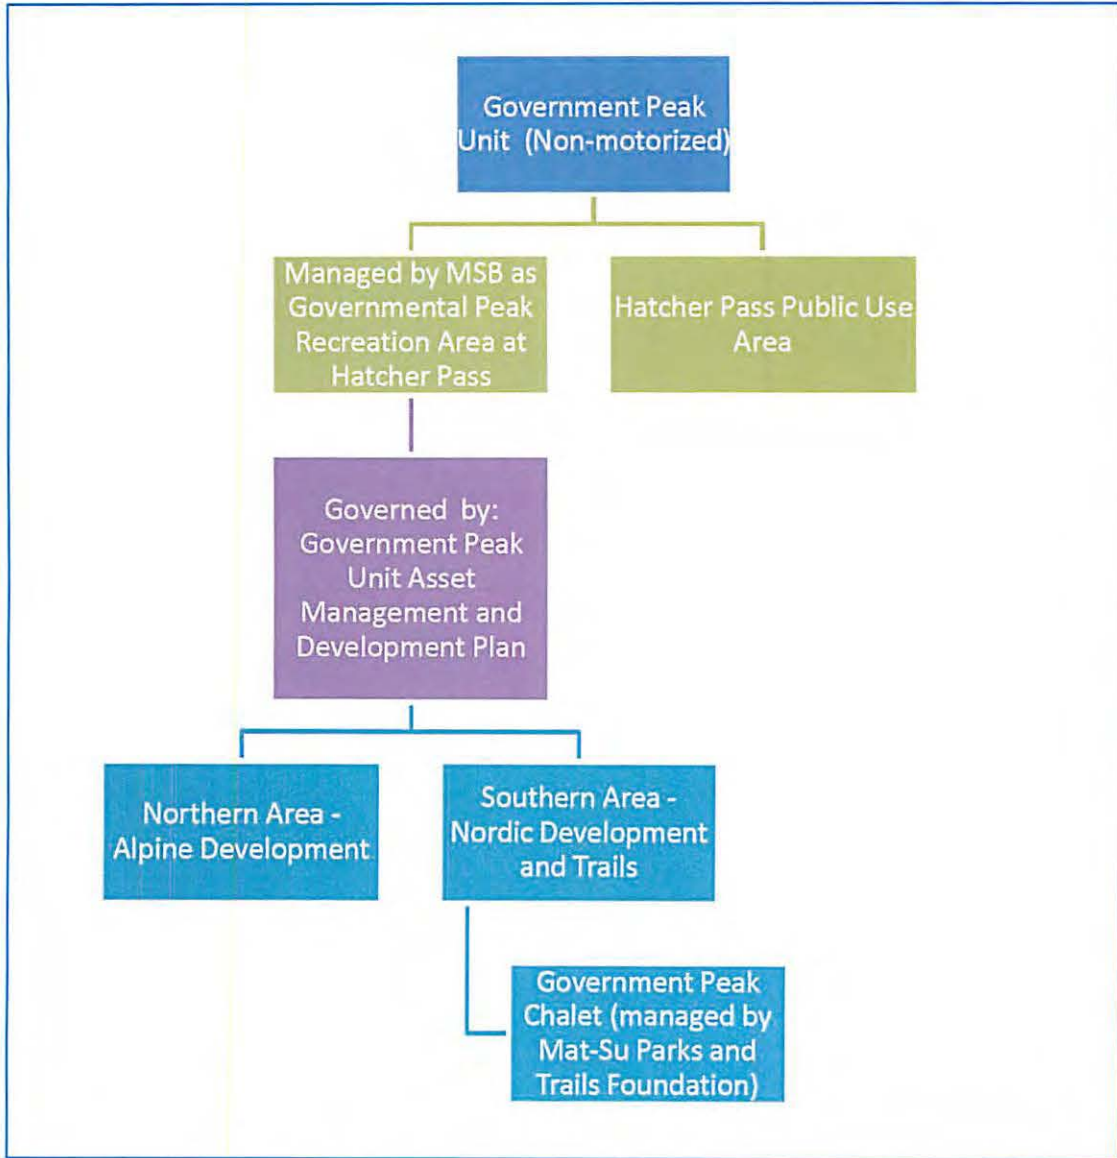 Government Peak
Unit (Non-motorized)
Managed by MSB as
Governmental Peak
Recreation Area at
Hatcher Pass
Hatcher Pass Public Use
Area
Governed by:
Government Peak
Unit Asset
Management and
Development Plan
Northern Area -
Alpine Development
Southern Area -
Nordic Development
and Trails
Government Peak
Chalet (managed by
Mat-Su Parks and
Trails Foundation)